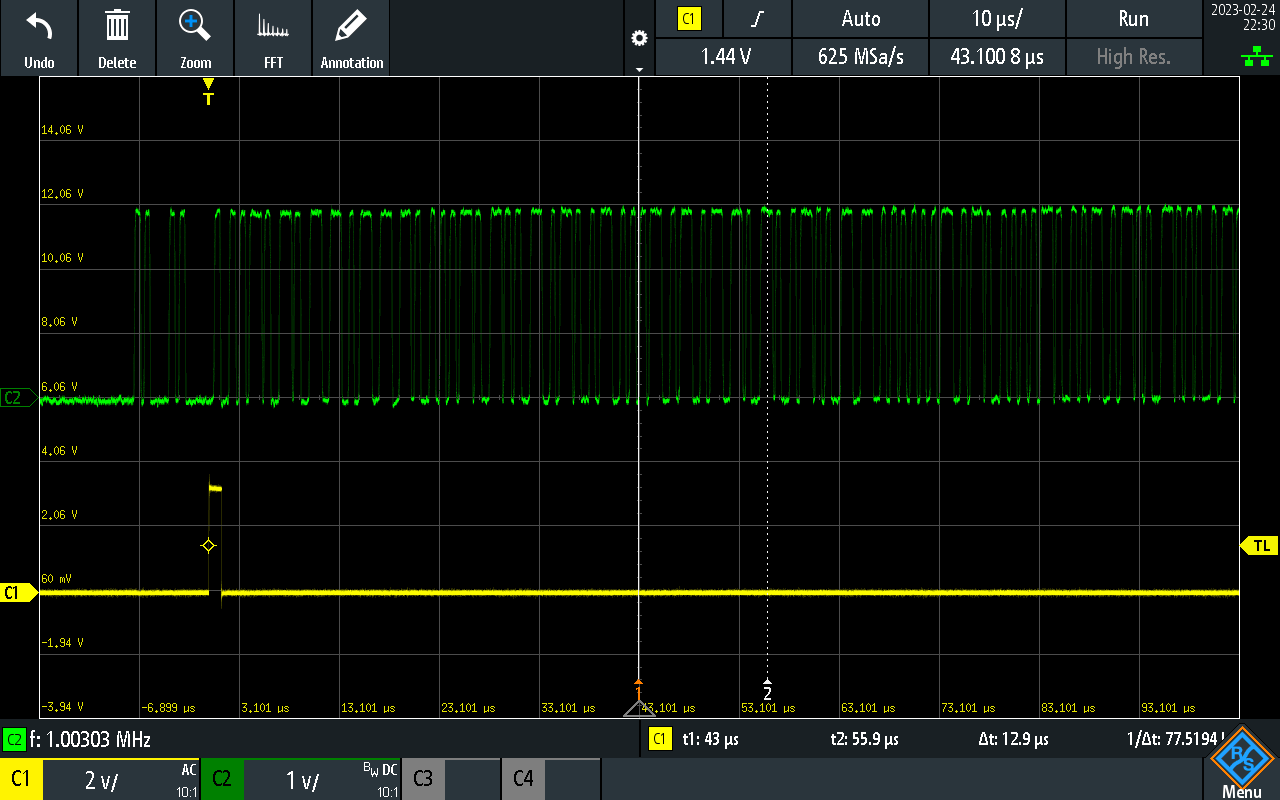 C1 Auto 10 µs/ Run 2023-02-24
22:30
Undo Delete Zoom FFT Annotation
1.44 V 625 MSa/s 43.100 8 µs High Res.
T
14.06 V
12.06 V
10.06 V
8.06 V
6.06 V
C2
4.06 V
2.06 V
TL
60 mV
C1
-1.94 V
1 2
-3.94 V -6.899 µs 3.101 µs 13.101 µs 23.101 µs 33.101 µs 43.101 µs 53.101 µs 63.101 µs 73.101 µs 83.101 µs 93.101 µs
C2 f: 1.00303 MHz C1 t1: 43 µs t2: 55.9 µs Δt: 12.9 µs 1/Δt: 77.5194
C1 2 V/ AC 10:1 C2 1 V/ BW DC 10:1 C3 C4
R S
Menu